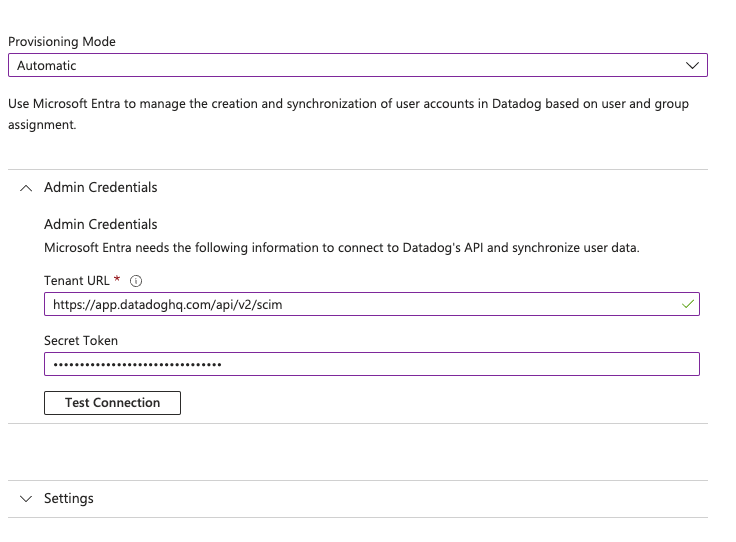 Provisioning Mode
Automatic
Use Microsoft Entra to manage the creation and synchronization of user accounts in Datadog based on user and group
assignment.
Admin Credentials
Admin Credentials
Microsoft Entra needs the following information to connect to Datadog's API and synchronize user data.
Tenant URL *
https://app.datadoghq.com/api/v2/scim
Secret Token
••••••••••••••••••••••••••••••••
Test Connection
Settings